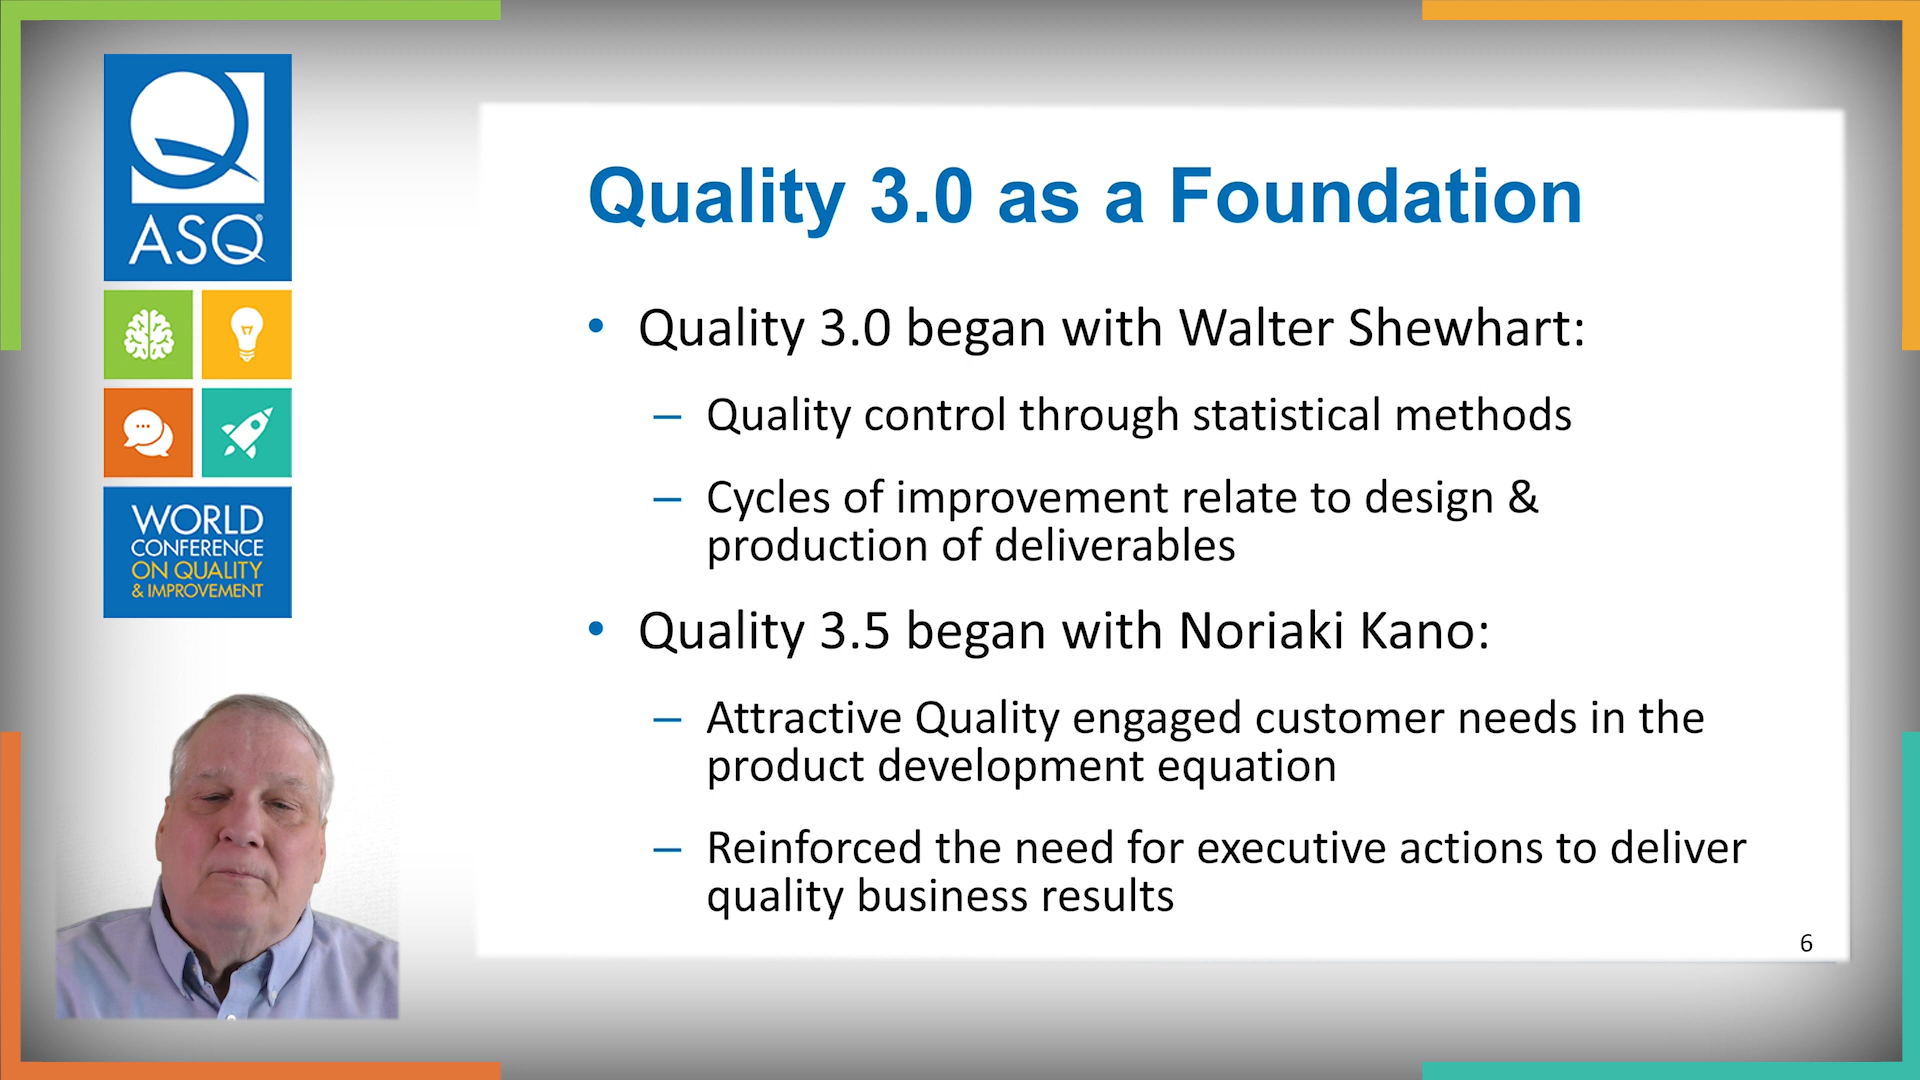 ASQ
WORLD
CONFERENCE
ON QUALITY
& IMPROVEMENT
Quality 3.0 as a Foundation
• Quality 3.0 began with Walter Shewhart:
– Quality control through statistical methods
– Cycles of improvement relate to design &
production of deliverables
• Quality 3.5 began with Noriaki Kano:
– Attractive Quality engaged customer needs in the
product development equation
– Reinforced the need for executive actions to deliver
quality business results
6